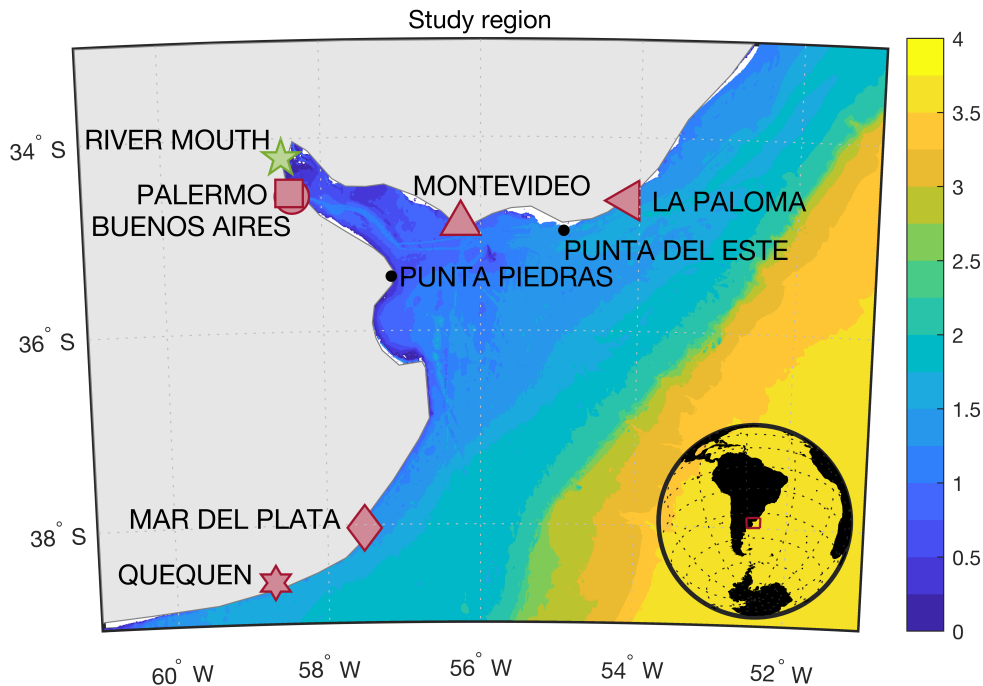 Study region
34° S
36° S
38° S
RIVER MOUTH
PALERMO
BUENOS AIRES
MONTEVIDEO
LA PALOMA
PUNTA DEL ESTE
PUNTA PIEDRAS
MAR DEL PLATA
QUEQUEN
60° W
58° W
56° W
54° W
52° W
4
3.5
3
2.5
2
1.5
1
0.5
0